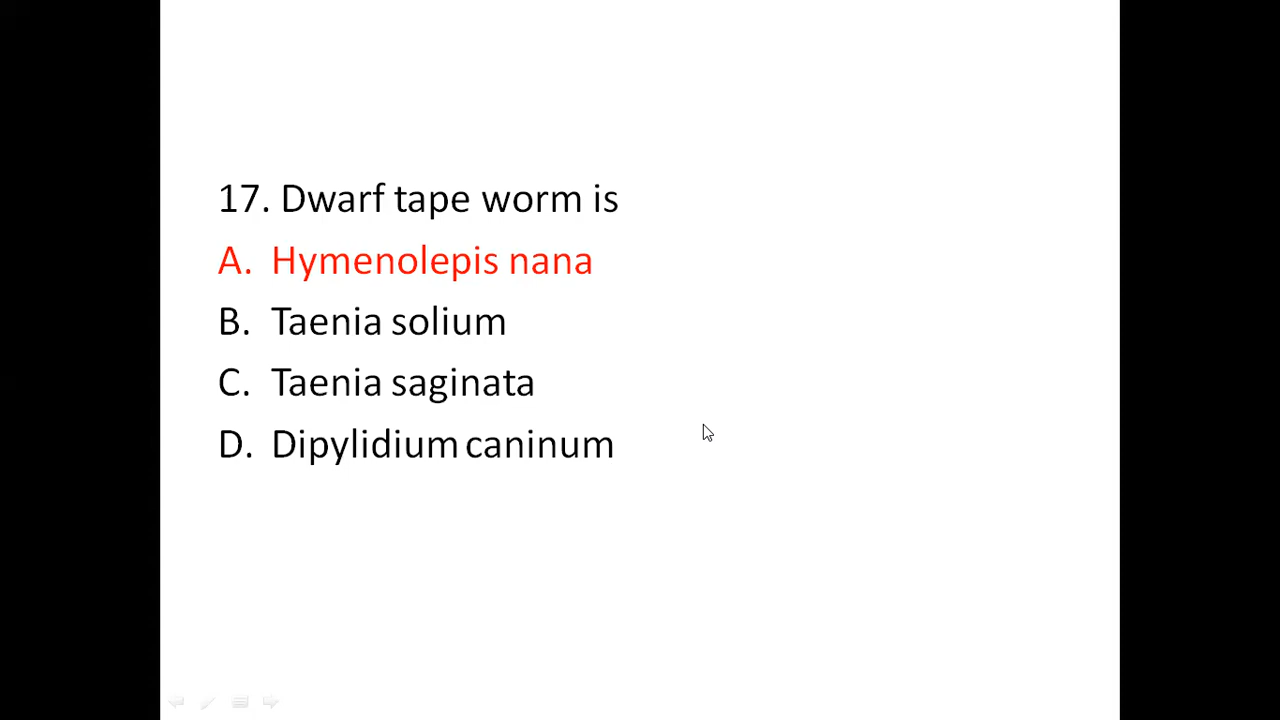 17. Dwarf tape worm is
A. Hymenolepis nana
B. Taenia solium
C. Taenia saginata
D. Dipylidium caninum